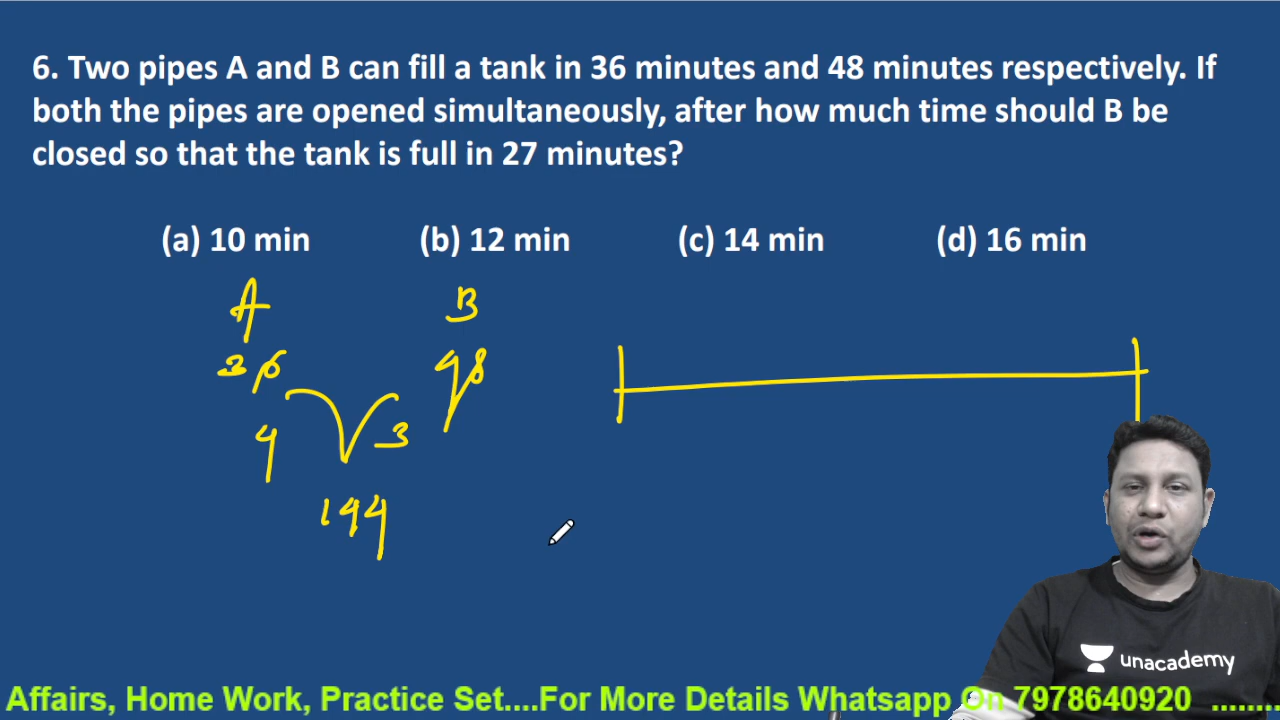 6. Two pipes A and B can fill a tank in 36 minutes and 48 minutes respectively. If
both the pipes are opened simultaneously, after how much time should B be
closed so that the tank is full in 27 minutes?
(a) 10 min (b) 12 min (c) 14 min (d) 16 min
A B
36 48
4 3
144
unacademy
Affairs, Home Work, Practice Set....For More Details Whatsapp On 7978640920 ........